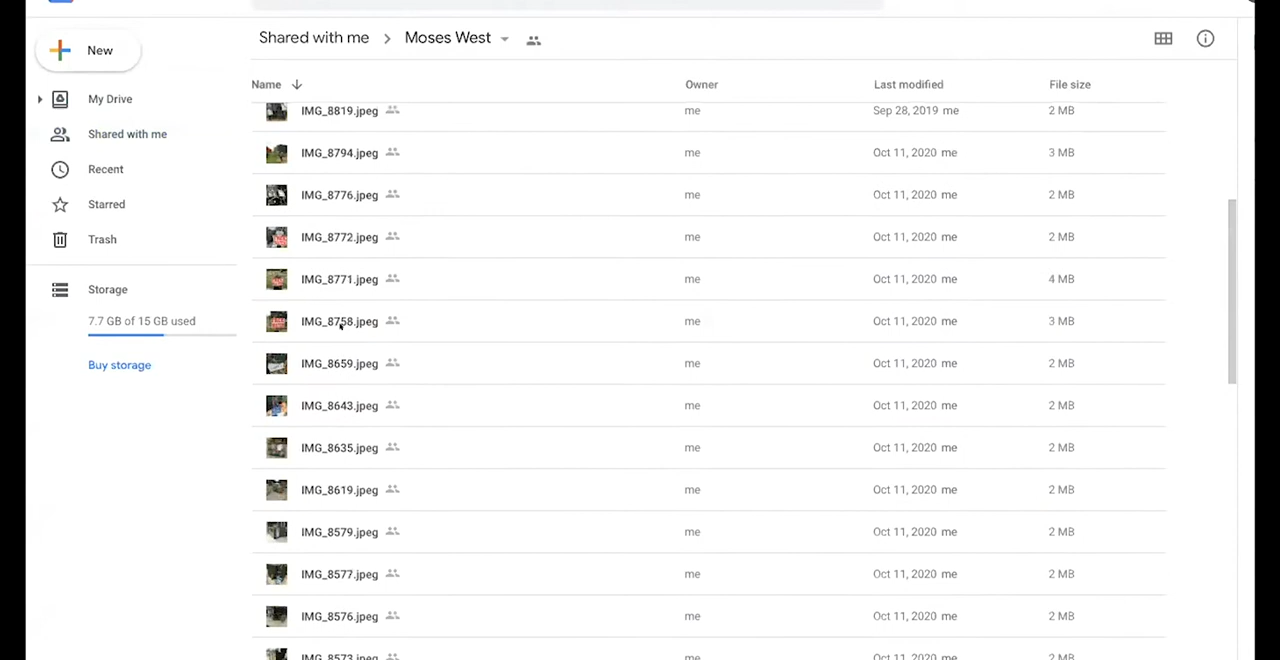 Shared with me > Moses West
New
Name Owner Last modified File size
My Drive
Shared with me
Recent
Starred
Trash
Storage
7.7 GB of 15 GB used
Buy storage
IMG_8819.jpeg me Sep 28, 2019 me 2 MB
IMG_8794.jpeg me Oct 11, 2020 me 3 MB
IMG_8776.jpeg me Oct 11, 2020 me 2 MB
IMG_8772.jpeg me Oct 11, 2020 me 2 MB
IMG_8771.jpeg me Oct 11, 2020 me 4 MB
IMG_8758.jpeg me Oct 11, 2020 me 3 MB
IMG_8659.jpeg me Oct 11, 2020 me 2 MB
IMG_8643.jpeg me Oct 11, 2020 me 2 MB
IMG_8635.jpeg me Oct 11, 2020 me 2 MB
IMG_8619.jpeg me Oct 11, 2020 me 2 MB
IMG_8579.jpeg me Oct 11, 2020 me 2 MB
IMG_8577.jpeg me Oct 11, 2020 me 2 MB
IMG_8576.jpeg me Oct 11, 2020 me 2 MB
IMG_8573.jpeg me Oct 11, 2020 me 2 MB